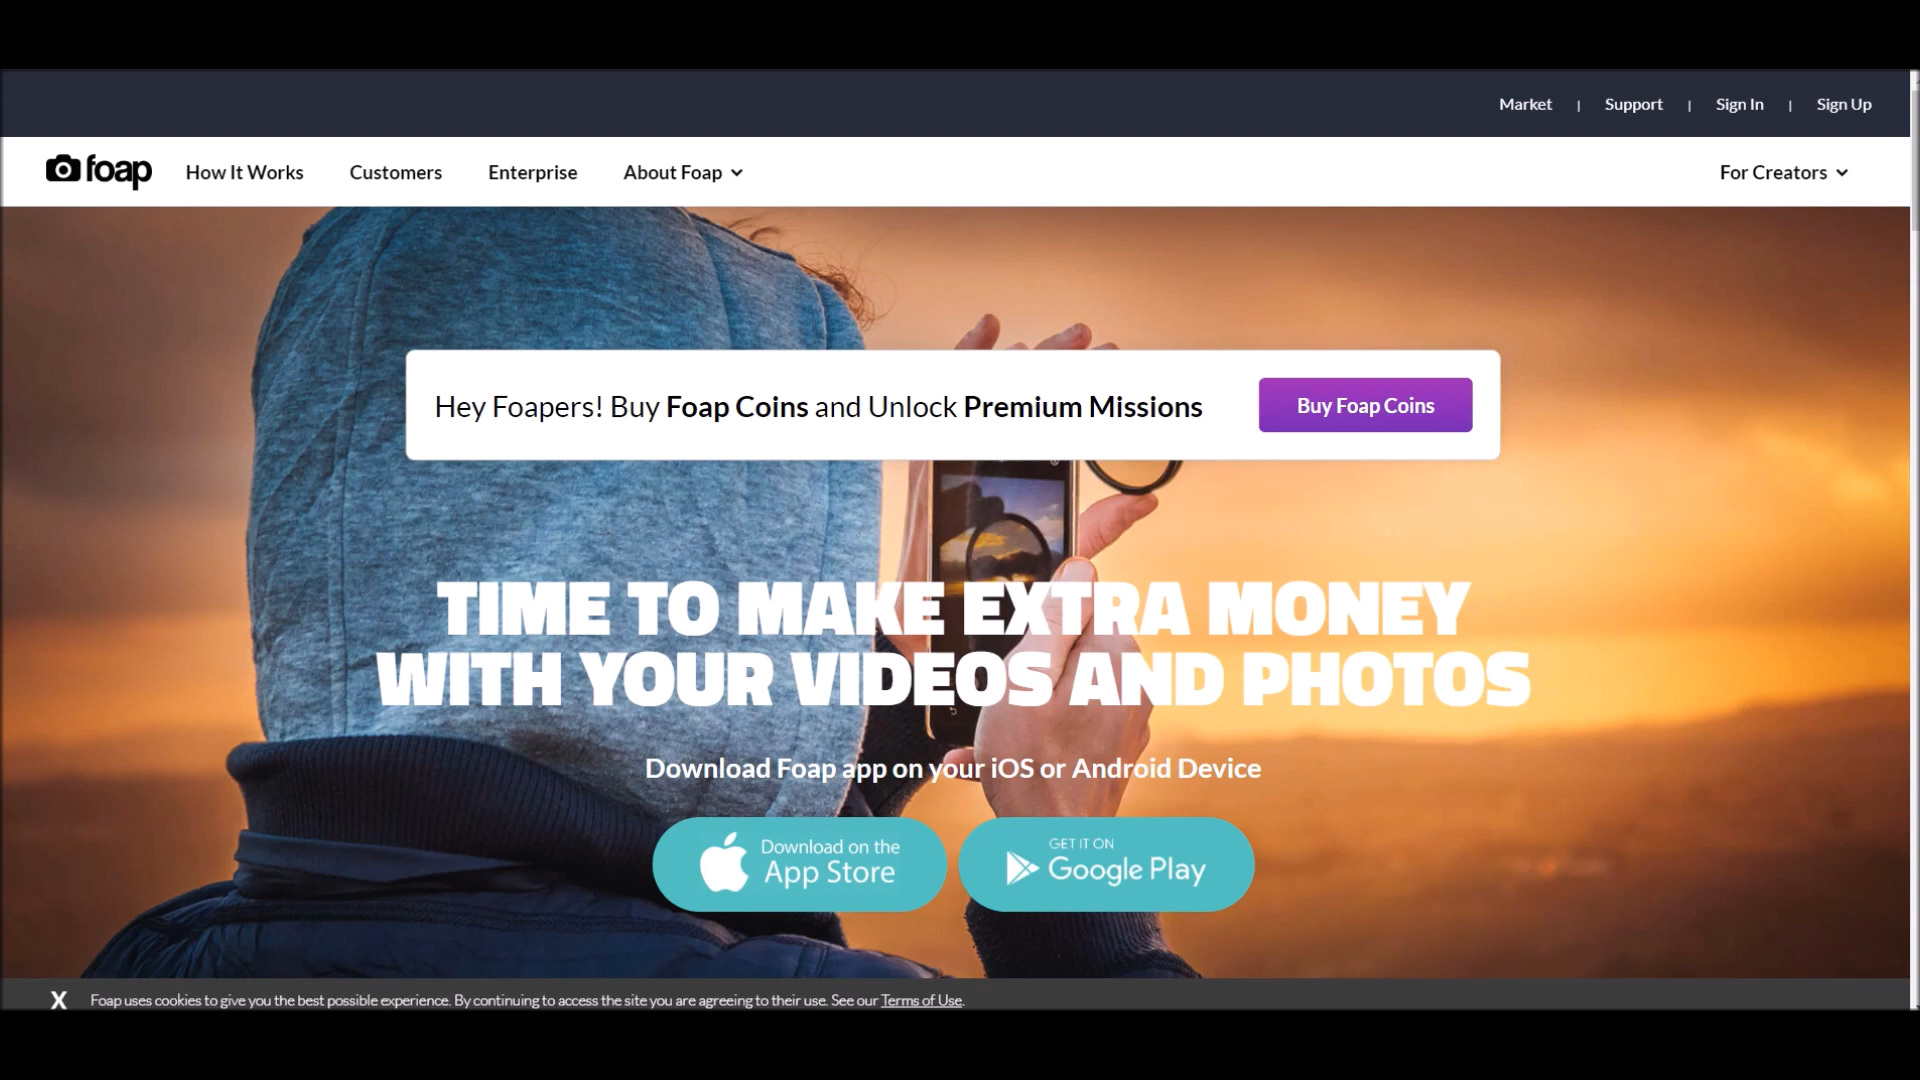 Market | Support | Sign In | Sign Up
foap How It Works Customers Enterprise About Foap For Creators
Hey Foapers! Buy Foap Coins and Unlock Premium Missions Buy Foap Coins
TIME TO MAKE EXTRA MONEY
WITH YOUR VIDEOS AND PHOTOS
Download Foap app on your iOS or Android Device
Download on the
App Store
GET IT ON
Google Play
X Foap uses cookies to give you the best possible experience. By continuing to access the site you are agreeing to their use. See our Terms of Use.